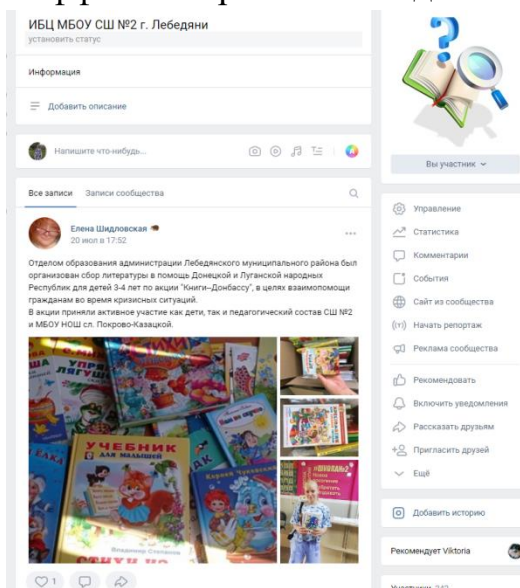 ИБЦ МБОУ СШ №2 г. Лебедяни
установить статус
Информация
Добавить описание
Напишите что-нибудь...
Все записи Записи сообщества
Елена Шидловская
20 июл в 17:52
Отделом образования администрации Лебедянского муниципального района был
организован сбор литературы в помощь Донецкой и Луганской народных
Республик для детей 3-4 лет по акции "Книги–Донбассу", в целях взаимопомощи
гражданам во время кризисных ситуаций.
В акции приняли активное участие как дети, так и педагогический состав СШ №2
и МБОУ НОШ сл. Покрово-Казацкой.
УЧЕБНИК
ДЛЯ МАЛЫШЕЙ
Владимир Степанов
Корней Чуковский
1
Вы участник
Управление
Статистика
Комментарии
События
Сайт из сообщества
Начать репортаж
Реклама сообщества
Рекомендовать
Включить уведомления
Рассказать друзьям
Пригласить друзей
Ещё
Добавить историю
Рекомендует Viktoria